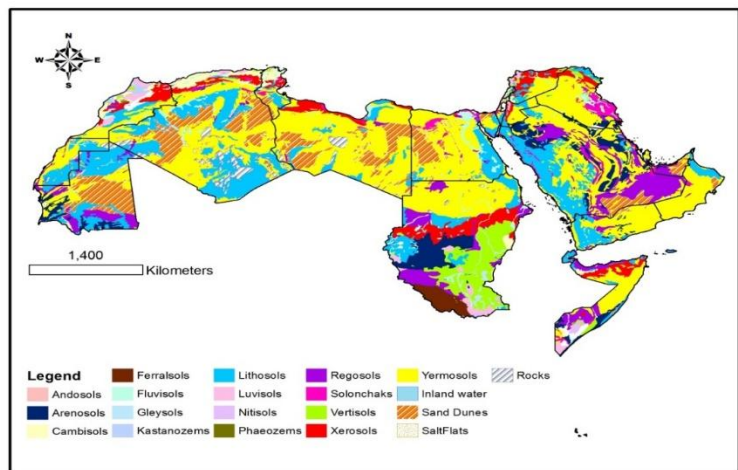 N
W E
S
1,400
Kilometers
Legend
Andosols
Arenosols
Cambisols
Ferralsols
Fluvisols
Gleysols
Kastanozems
Lithosols
Luvisols
Nitisols
Phaeozems
Regosols
Solonchaks
Vertisols
Xerosols
Yermosols
Inland water
Sand Dunes
SaltFlats
Rocks